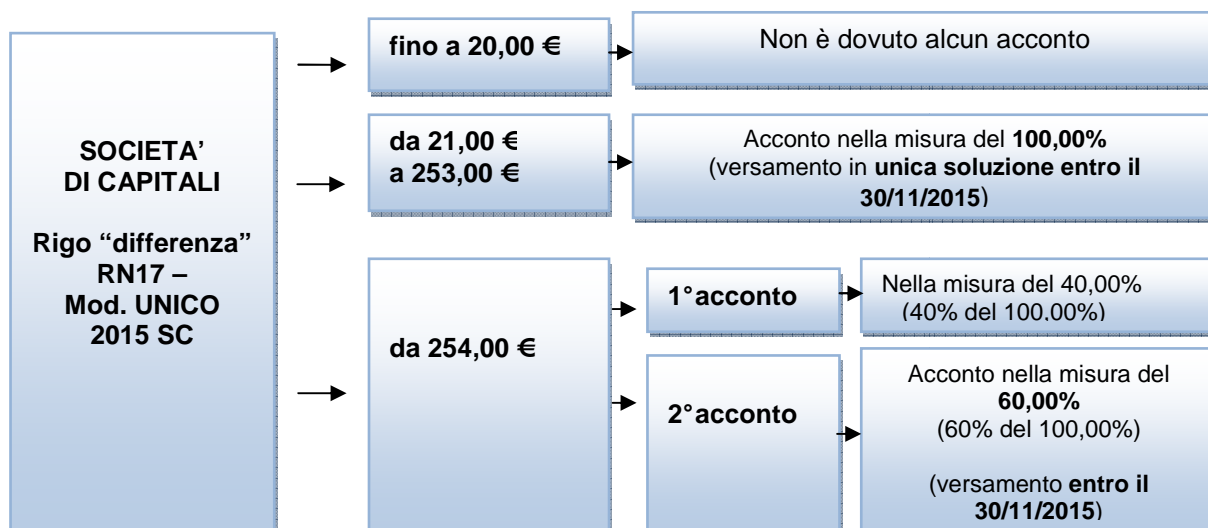 SOCIETA’
DI CAPITALI
Rigo “differenza”
RN17 –
Mod. UNICO
2015 SC
fino a 20,00 €
Non è dovuto alcun acconto
da 21,00 €
a 253,00 €
Acconto nella misura del 100,00%
(versamento in unica soluzione entro il
30/11/2015)
da 254,00 €
1° acconto
Nella misura del 40,00%
(40% del 100,00%)
2° acconto
Acconto nella misura del
60,00%
(60% del 100,00%)
(versamento entro il
30/11/2015)